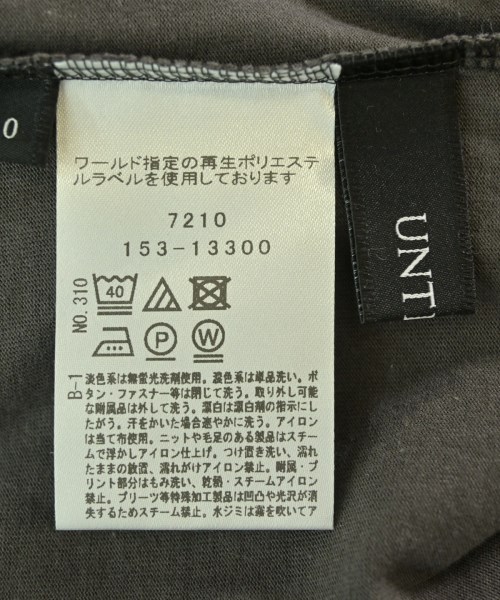 0
ワールド指定の再生ポリエステ
ルラベルを使用しております
7210
153-13300
NO.310
40
P
W
B-1
淡色系は無蛍光洗剤使用。濃色系は単品洗い。ボ
タン・ファスナー等は閉じて洗う。取り外し可能
な附属品は外して洗う。漂白は漂白剤の指示にし
たがう。汗をかいた場合速やかに洗う。アイロン
は当て布使用。ニットや毛足のある製品はスチー
ムで浮かしアイロン仕上げ。つけ置き洗い、濡れ
たままの放置、濡れがけアイロン禁止。附属・プ
リント部分はもみ洗い、乾燥・スチームアイロン
禁止。プリーツ等特殊加工製品は凹凸や光沢が消
失するためスチーム禁止。水ジミは霧を吹いてア
UNT